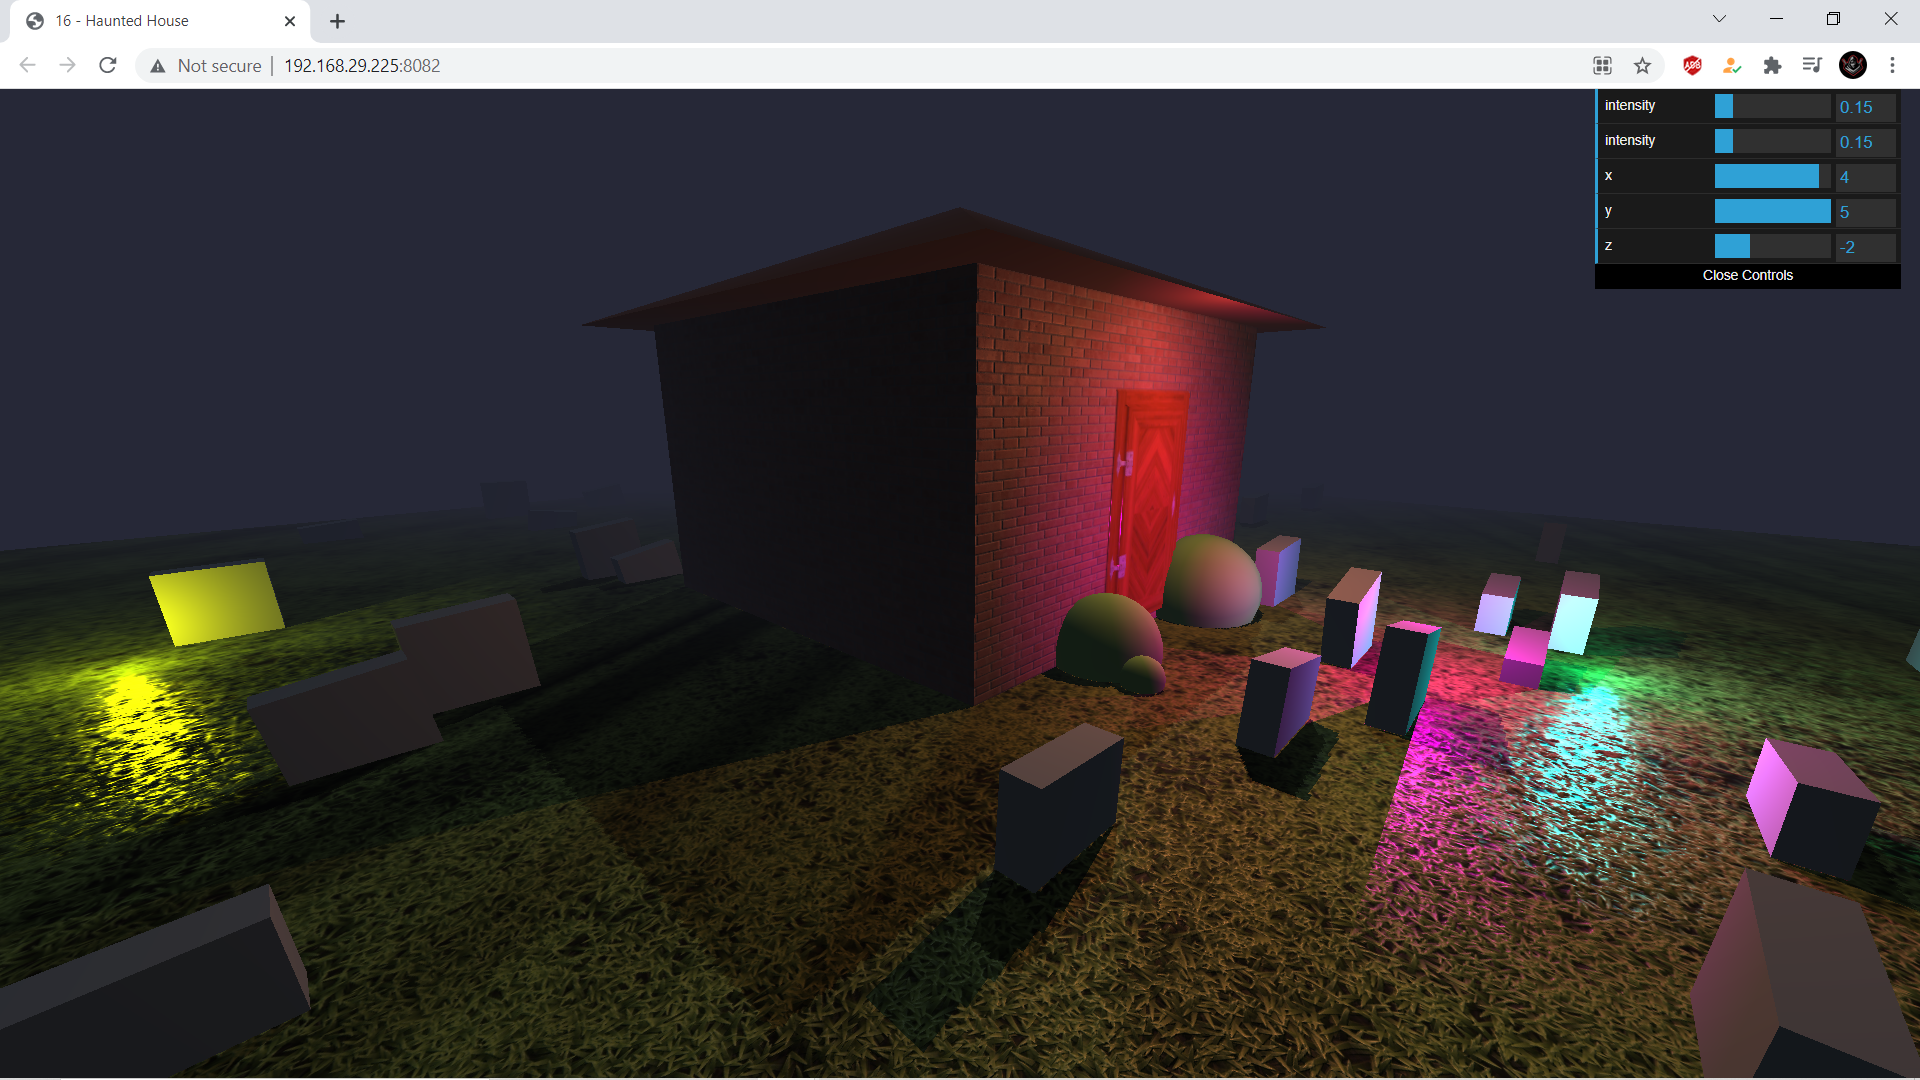 16 - Haunted House
Not secure
192.168.29.225:8082
ABP
intensity 0.15
intensity 0.15
x 4
y 5
z -2
Close Controls